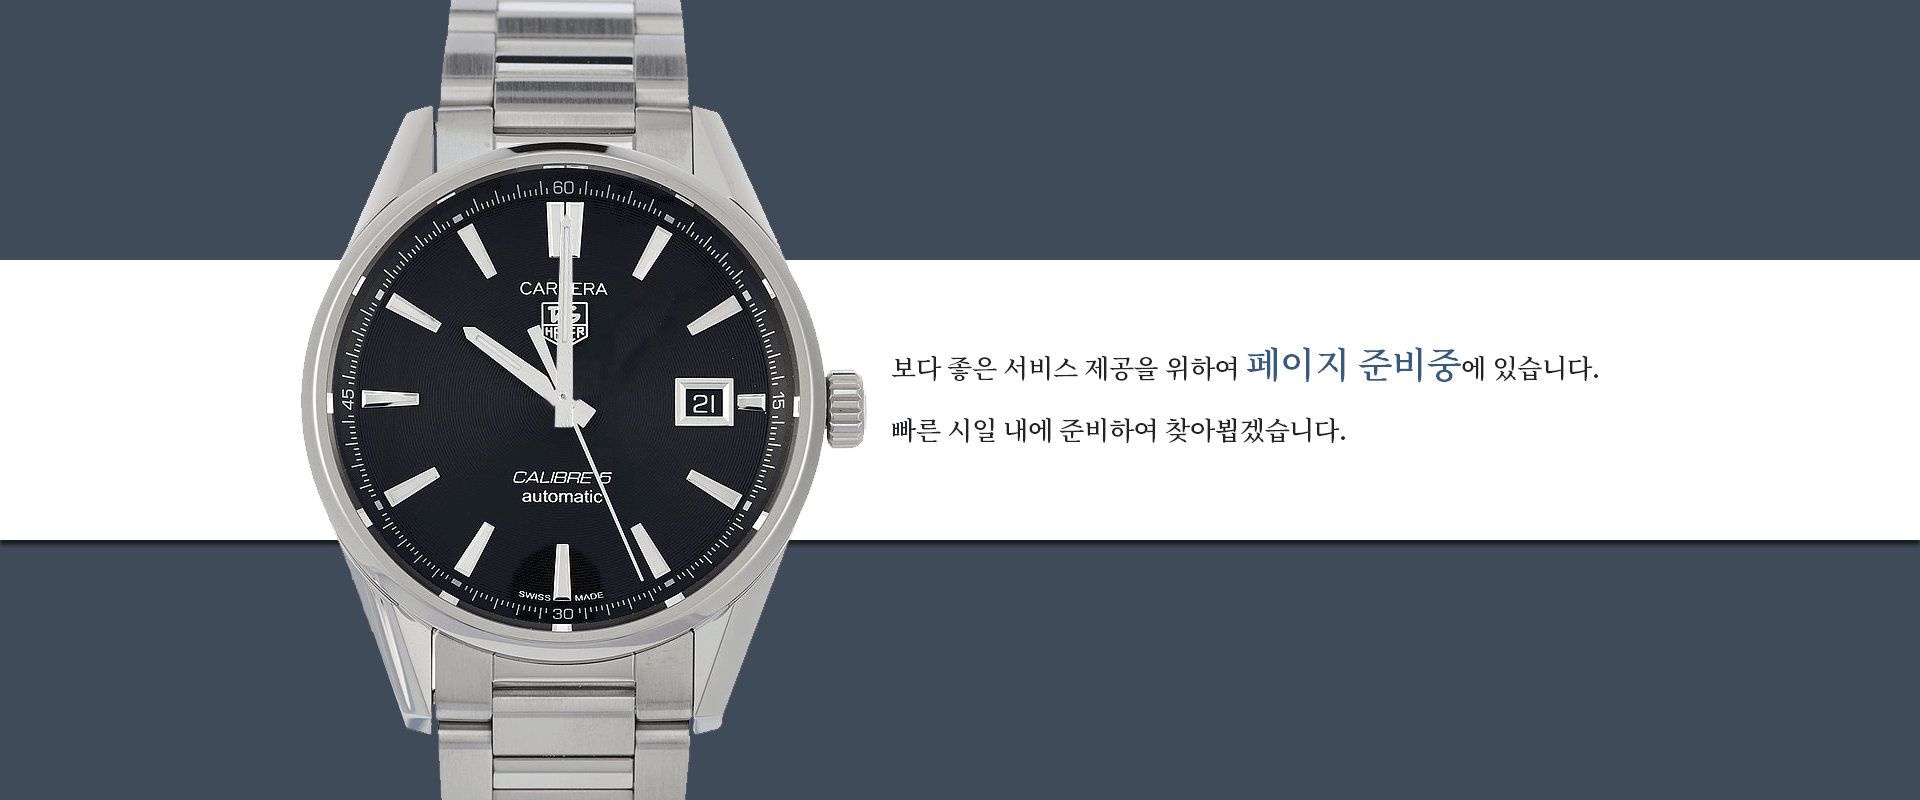 60
CARRERA
TAG
HEUER
45
21
15
보다 좋은 서비스 제공을 위하여 페이지 준비중에 있습니다.
빠른 시일 내에 준비하여 찾아뵙겠습니다.
CALIBRE 5
automatic
SWISS MADE
30